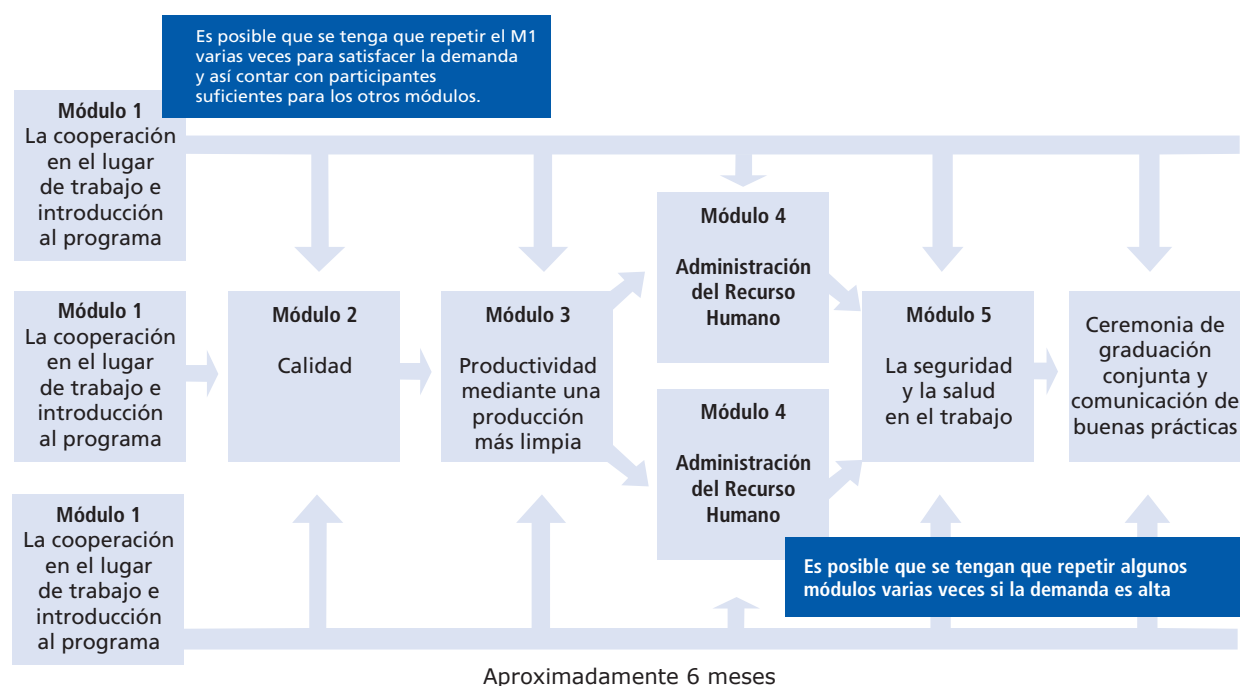 Es posible que se tenga que repetir el M1
varias veces para satisfacer la demanda
y así contar con participantes
suficientes para los otros módulos.
Módulo 1
La cooperación
en el lugar
de trabajo e
introducción
al programa
Módulo 1
La cooperación
en el lugar
de trabajo e
introducción
al programa
Módulo 1
La cooperación
en el lugar
de trabajo e
introducción
al programa
Módulo 2
Calidad
Módulo 3
Productividad
mediante una
producción
más limpia
Módulo 4
Administración
del Recurso
Humano
Módulo 4
Administración
del Recurso
Humano
Módulo 5
La seguridad
y la salud
en el trabajo
Ceremonia de
graduación
conjunta y
comunicación de
buenas prácticas
Es posible que se tengan que repetir algunos
módulos varias veces si la demanda es alta
Aproximadamente 6 meses